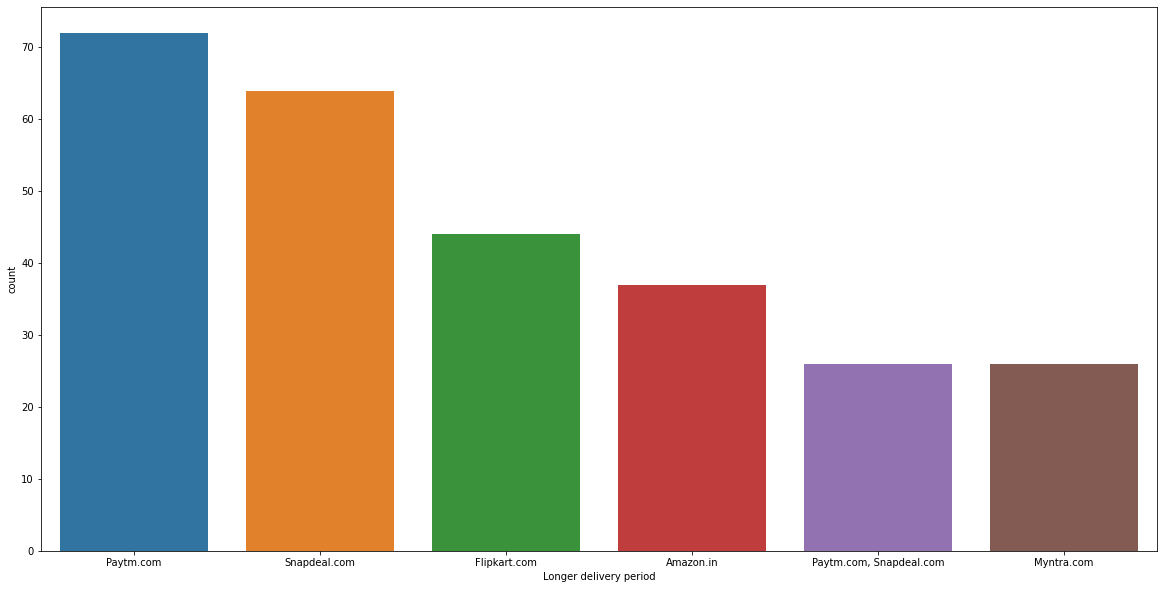 70
60
50
40
30
20
10
0
count
Paytm.com Snapdeal.com Flipkart.com Amazon.in Paytm.com, Snapdeal.com Myntra.com
Longer delivery period